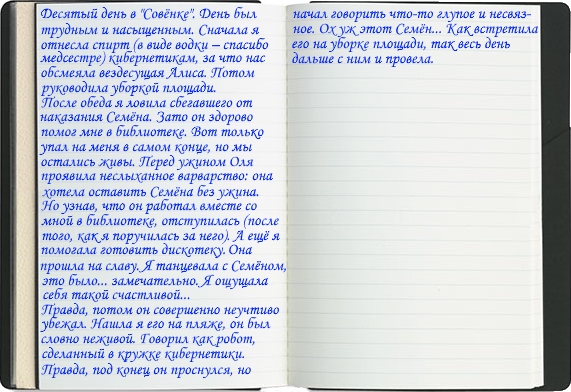 Десятый день в "Совёнке". День был
трудным и насыщенным. Сначала я
отнесла спирт (в виде водки – спасибо
медсестре) кибернетикам, за что нас
обсмеяла вездесущая Алиса. Потом
руководила уборкой площади.
После обеда я ловила сбегавшего от
наказания Семёна. Зато он здорово
помог мне в библиотеке. Вот только
упал на меня в самом конце, но мы
остались живы. Перед ужином Оля
проявила неслыханное варварство: она
хотела оставить Семёна без ужина.
Но узнав, что он работал вместе со
мной в библиотеке, отступилась (после
того, как я поручилась за него). А ещё я
помогала готовить дискотеку. Она
прошла на славу. Я танцевала с Семёном,
это было... замечательно. Я ощущала
себя такой счастливой...
Правда, потом он совершенно неучтиво
убежал. Нашла я его на пляже, он был
словно неживой. Говорил как робот,
сделанный в кружке кибернетики.
Правда, под конец он проснулся, но
начал говорить что-то глупое и несвяз-
ное. Ох уж этот Семён... Как встретила
его на уборке площади, так весь день
дальше с ним и провела.